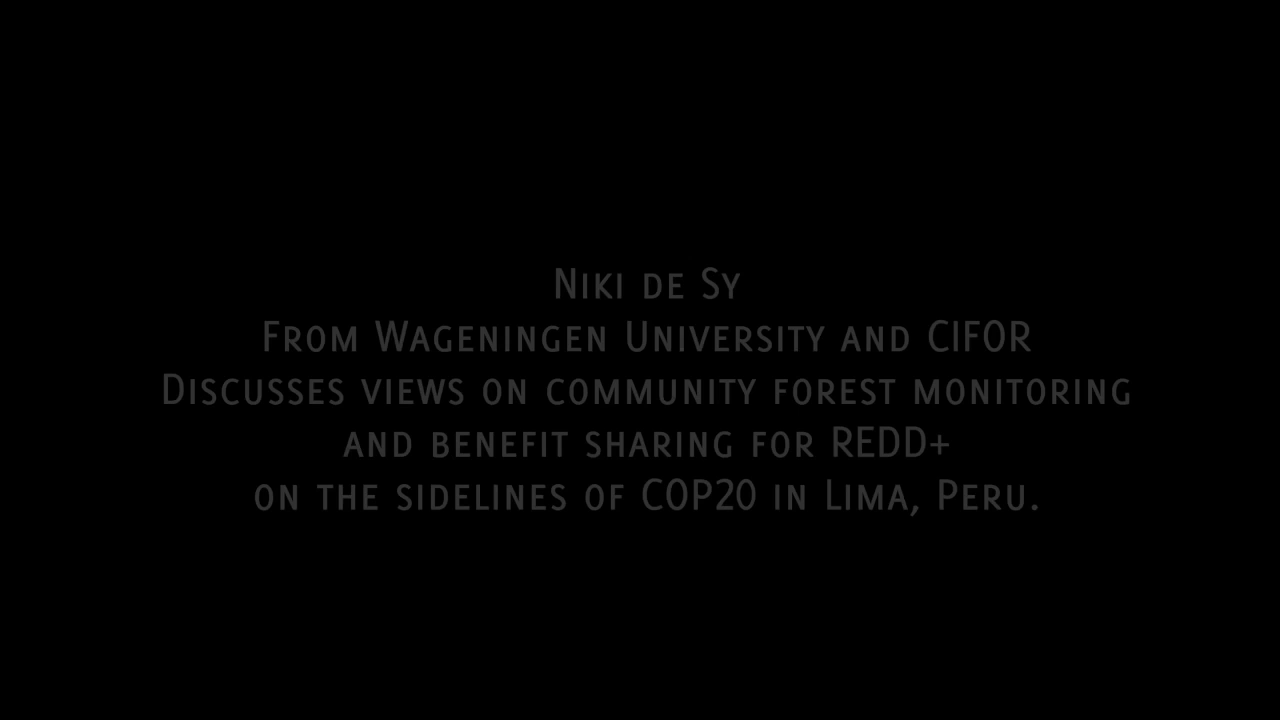 Niki de Sy
From Wageningen University and CIFOR
Discusses views on community forest monitoring
and benefit sharing for REDD+
on the sidelines of COP20 in Lima, Peru.